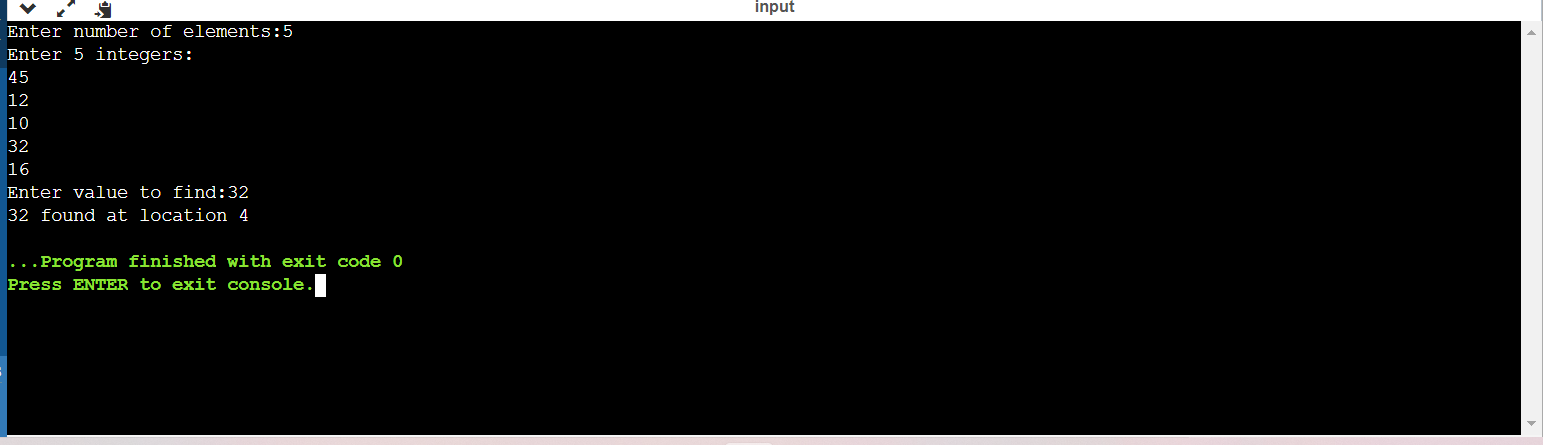 input
Enter number of elements:5
Enter 5 integers:
45
12
10
32
16
Enter value to find:32
32 found at location 4
...Program finished with exit code 0
Press ENTER to exit console.